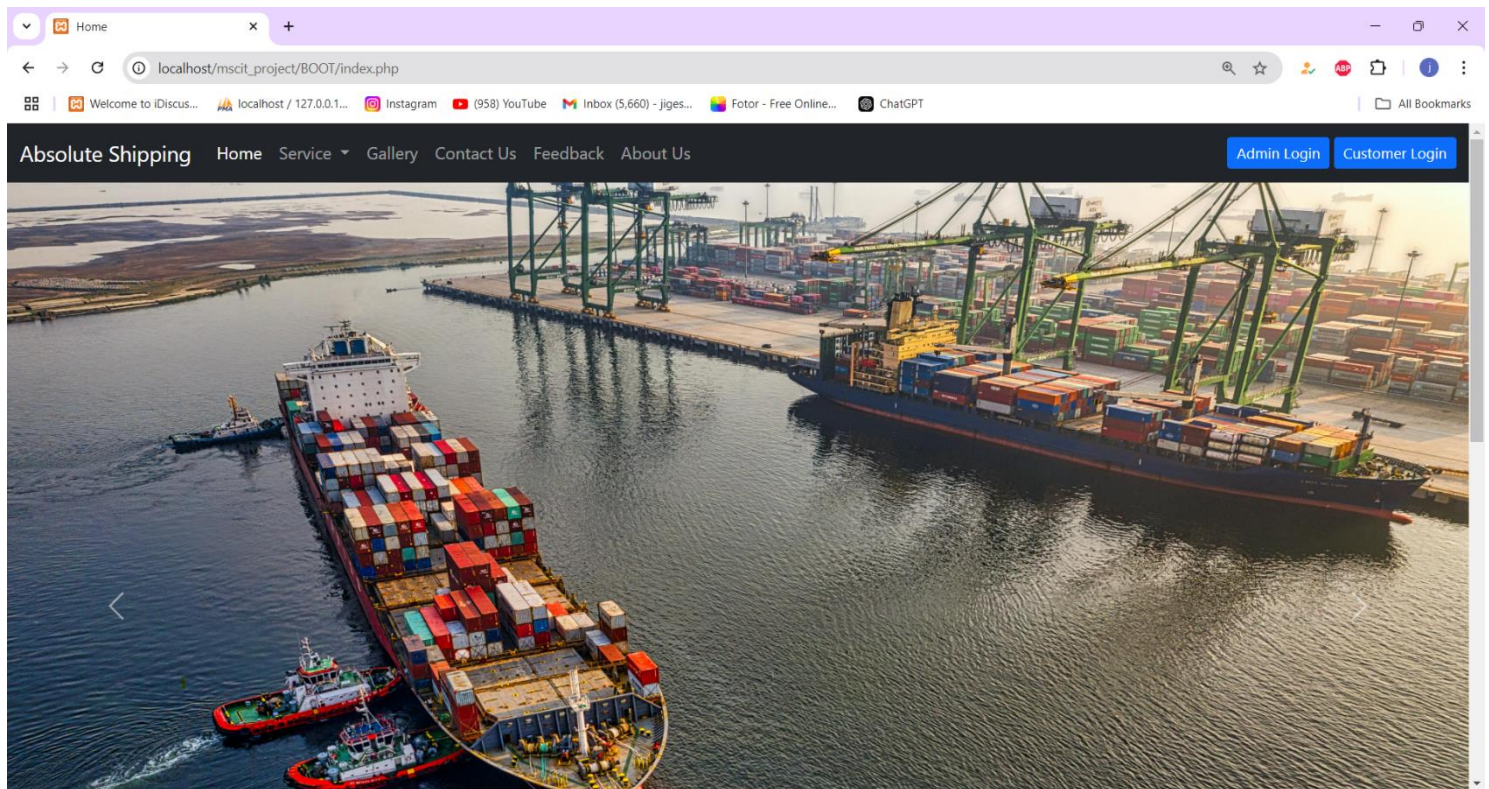 Home
localhost/mscit_project/BOOT/index.php
ABP
j
Welcome to iDiscus... PMA localhost / 127.0.0.1... Instagram (958) YouTube Inbox (5,660) - jiges... Fotor - Free Online... ChatGPT All Bookmarks
Absolute Shipping Home Service Gallery Contact Us Feedback About Us Admin Login Customer Login